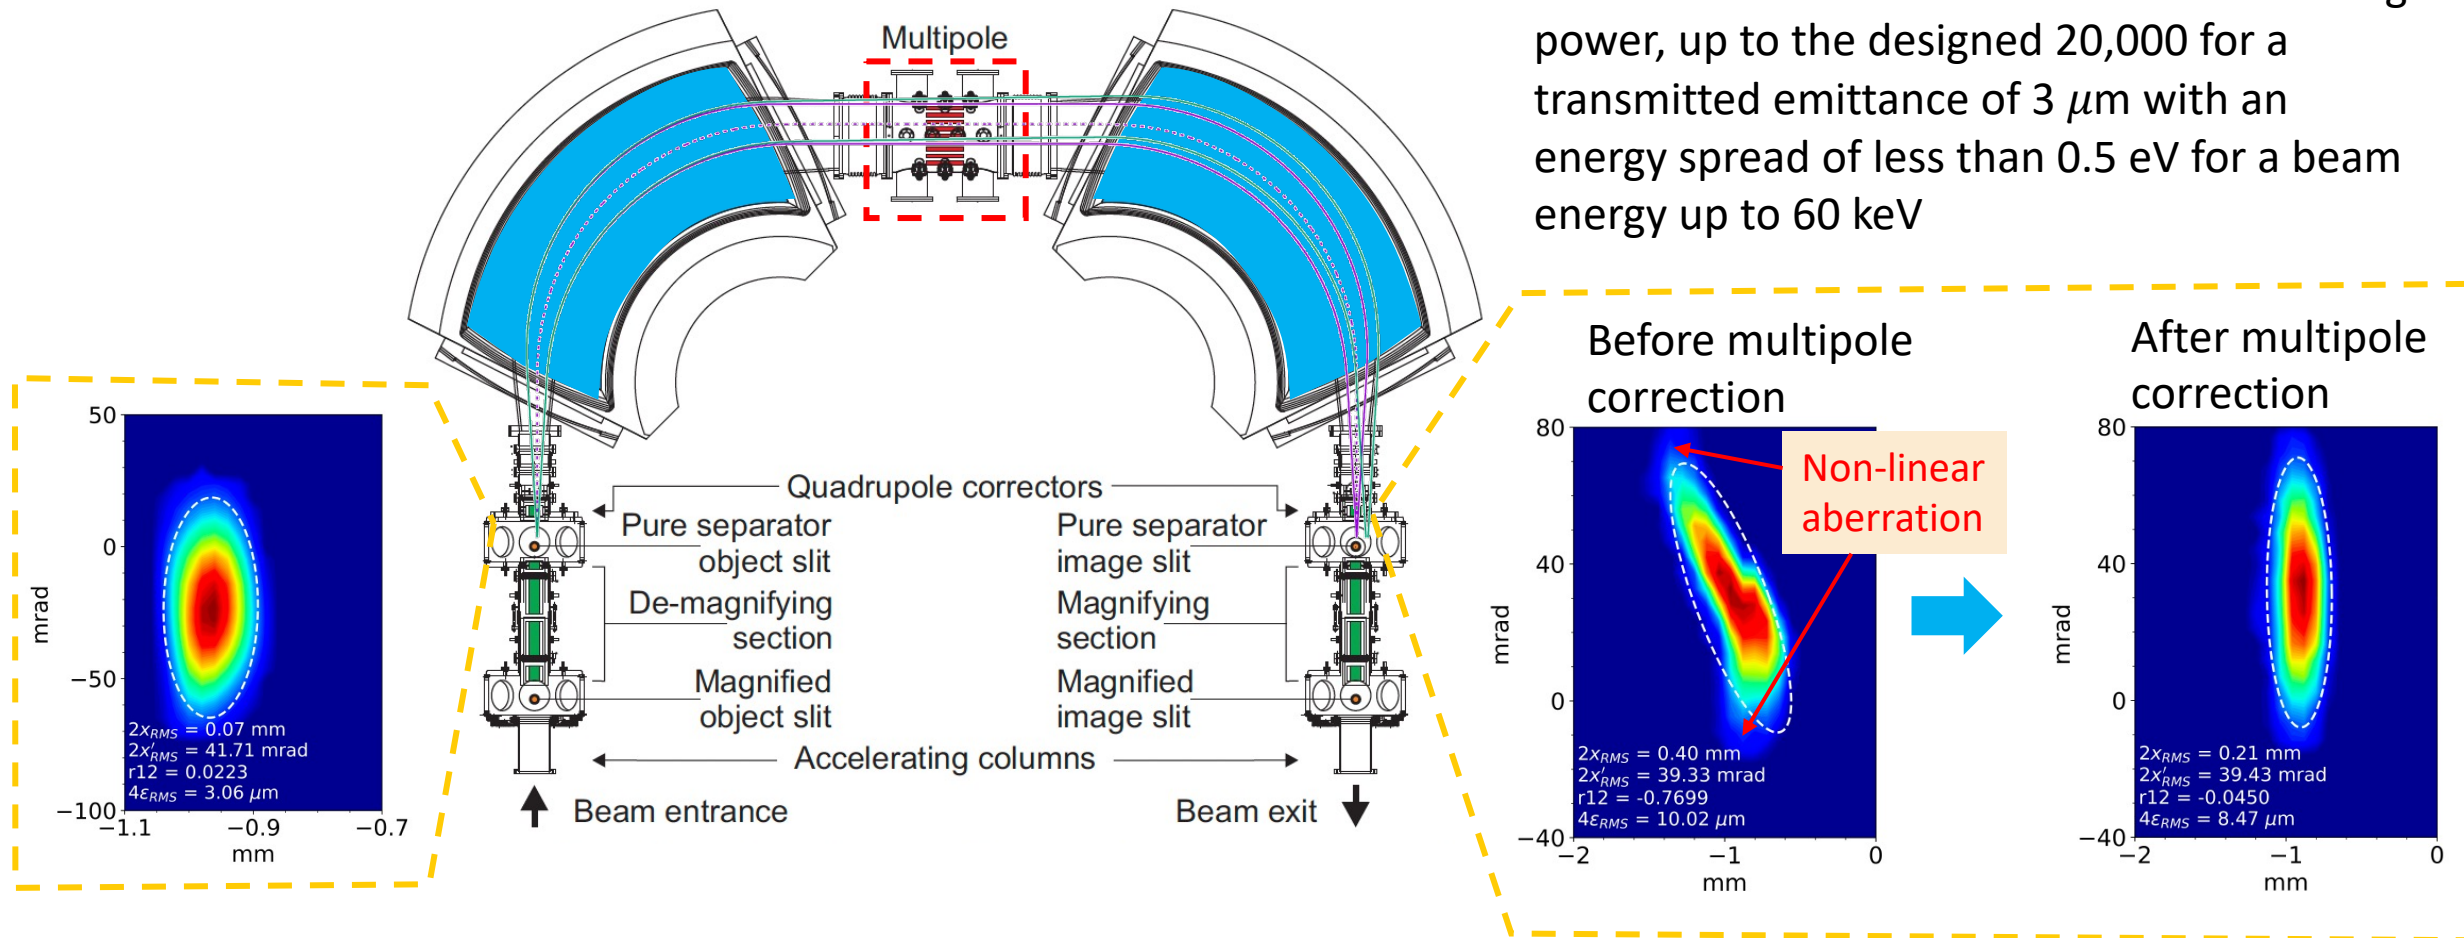 power, up to the designed 20,000 for a
transmitted emittance of 3 𝜇m with an
energy spread of less than 0.5 eV for a beam
energy up to 60 keV
Multipole
Quadrupole correctors
Pure separator
object slit
Pure separator
image slit
De-magnifying
section
Magnifying
section
Magnified
object slit
Magnified
image slit
Accelerating columns
Beam entrance
Beam exit
50
0
−50
−100
mrad
−1.1
−0.9
−0.7
mm
2x_RMS = 0.07 mm
2x′_RMS = 41.71 mrad
r12 = 0.0223
4ε_RMS = 3.06 μm
Before multipole
correction
80
40
0
−40
mrad
−2
−1
0
mm
Non-linear
aberration
2x_RMS = 0.40 mm
2x′_RMS = 39.33 mrad
r12 = -0.7699
4ε_RMS = 10.02 μm
After multipole
correction
80
40
0
−40
mrad
−2
−1
0
mm
2x_RMS = 0.21 mm
2x′_RMS = 39.43 mrad
r12 = -0.0450
4ε_RMS = 8.47 μm